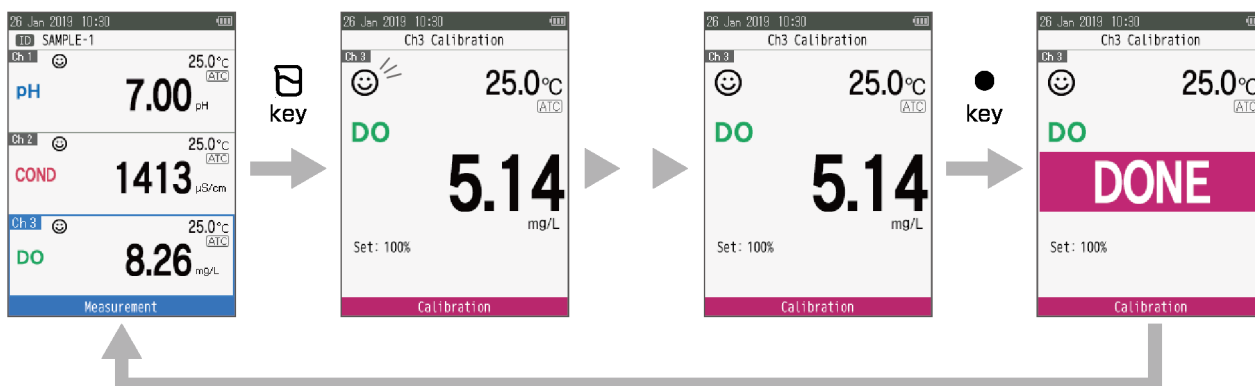 26 Jan 2019 10:30
ID SAMPLE-1
Ch 1 25.0°C
ATC
pH 7.00 pH
Ch 2 25.0°C
ATC
COND 1413 µS/cm
Ch 3 25.0°C
ATC
DO 8.26 mg/L
Measurement
key
26 Jan 2019 10:30
Ch3 Calibration
Ch 3
25.0°C
ATC
DO
5.14
mg/L
Set: 100%
Calibration
26 Jan 2019 10:30
Ch3 Calibration
Ch 3
25.0°C
ATC
DO
5.14
mg/L
Set: 100%
Calibration
key
26 Jan 2019 10:30
Ch3 Calibration
Ch 3
25.0°C
ATC
DO
DONE
Set: 100%
Calibration